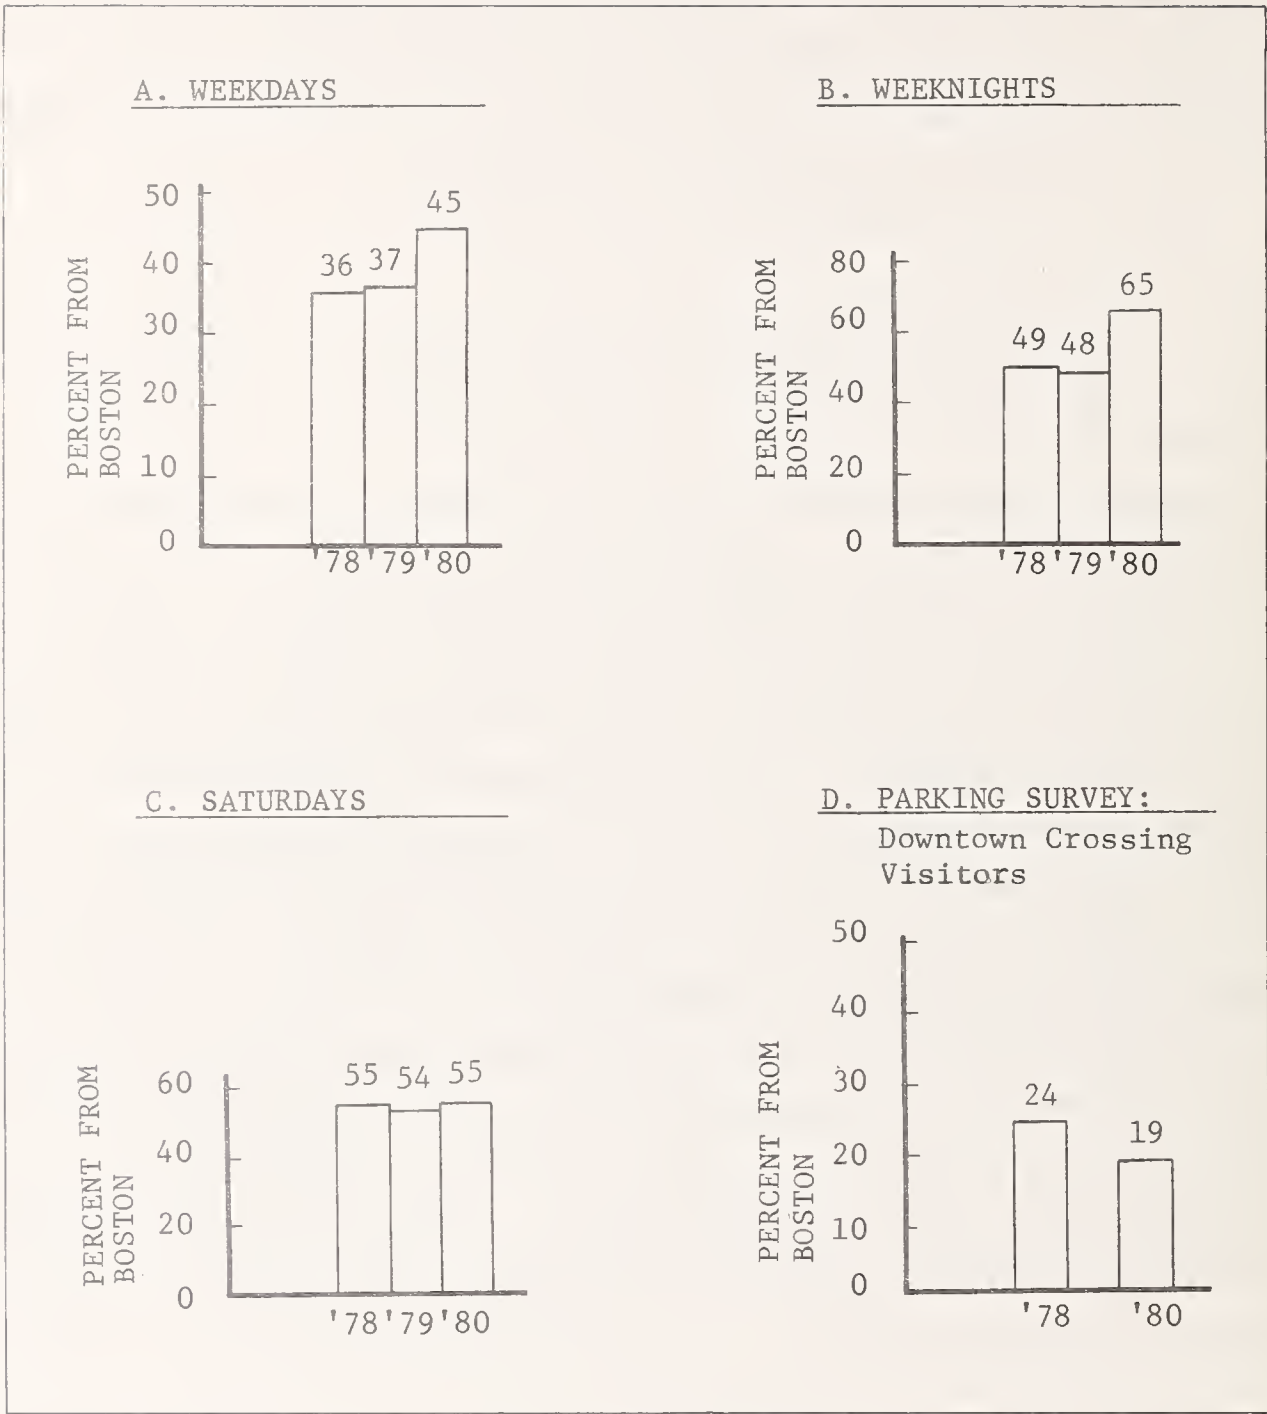 A. WEEKDAYS
50
40
30
20
10
0
PERCENT FROM
BOSTON
36 37 45
'78 '79 '80
B. WEEKNIGHTS
80
60
40
20
0
PERCENT FROM
BOSTON
49 48 65
'78 '79 '80
C. SATURDAYS
60
40
20
0
PERCENT FROM
BOSTON
55 54 55
'78 '79 '80
D. PARKING SURVEY:
Downtown Crossing
Visitors
50
40
30
20
10
0
PERCENT FROM
BOSTON
24 19
'78 '80